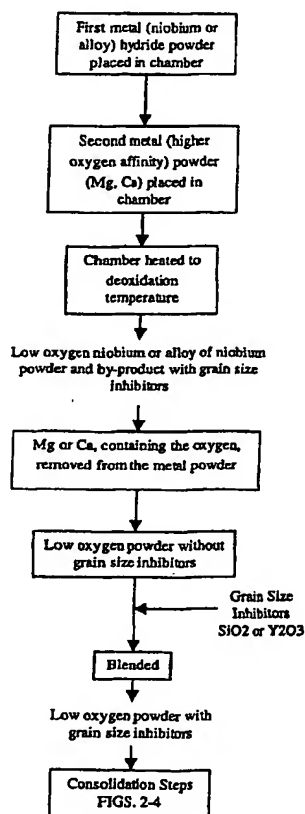 First metal (niobium or
alloy) hydride powder
placed in chamber
Second metal (higher
oxygen affinity) powder
(Mg, Ca) placed in
chamber
Chamber heated to
deoxidation
temperature
Low oxygen niobium or alloy of niobium
powder and by-product with grain size
inhibitors
Mg or Ca, containing the oxygen,
removed from the metal powder
Low oxygen powder without
grain size inhibitors
Grain Size
Inhibitors
SiO2 or Y2O3
Blended
Low oxygen powder with
grain size inhibitors
Consolidation Steps
FIGS. 2-4